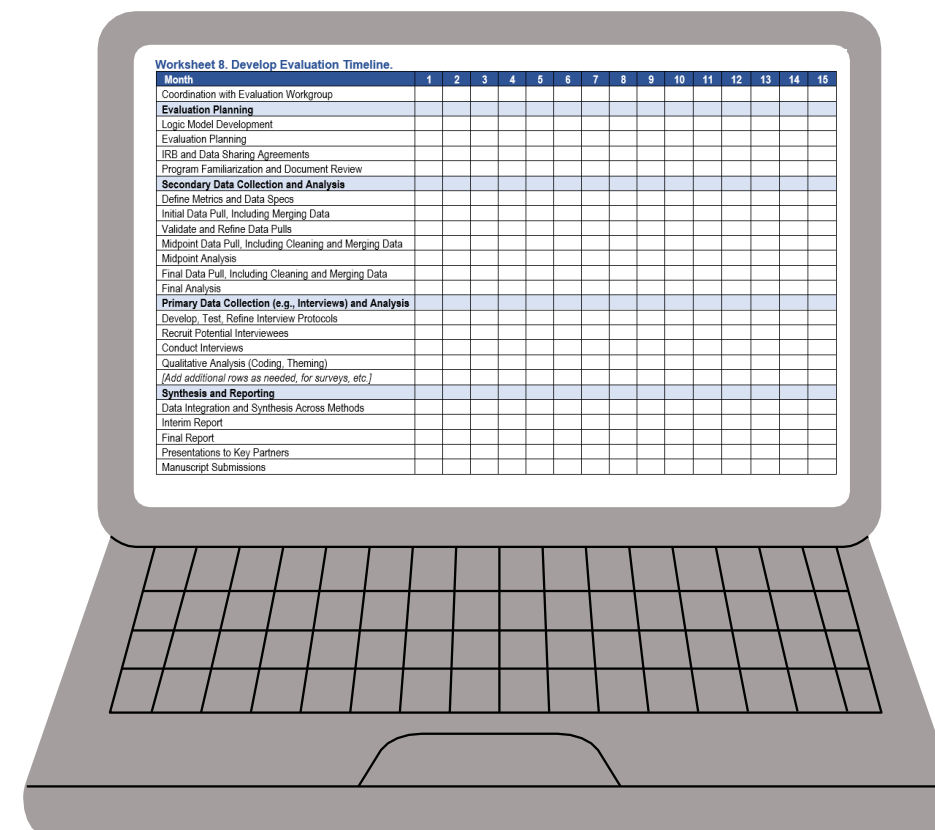 Worksheet 8. Develop Evaluation Timeline.
Month 1 2 3 4 5 6 7 8 9 10 11 12 13 14 15
Coordination with Evaluation Workgroup
Evaluation Planning
Logic Model Development
Evaluation Planning
IRB and Data Sharing Agreements
Program Familiarization and Document Review
Secondary Data Collection and Analysis
Define Metrics and Data Specs
Initial Data Pull, Including Merging Data
Validate and Refine Data Pulls
Midpoint Data Pull, Including Cleaning and Merging Data
Midpoint Analysis
Final Data Pull, Including Cleaning and Merging Data
Final Analysis
Primary Data Collection (e.g., Interviews) and Analysis
Develop, Test, Refine Interview Protocols
Recruit Potential Interviewees
Conduct Interviews
Qualitative Analysis (Coding, Theming)
[Add additional rows as needed, for surveys, etc.]
Synthesis and Reporting
Data Integration and Synthesis Across Methods
Interim Report
Final Report
Presentations to Key Partners
Manuscript Submissions